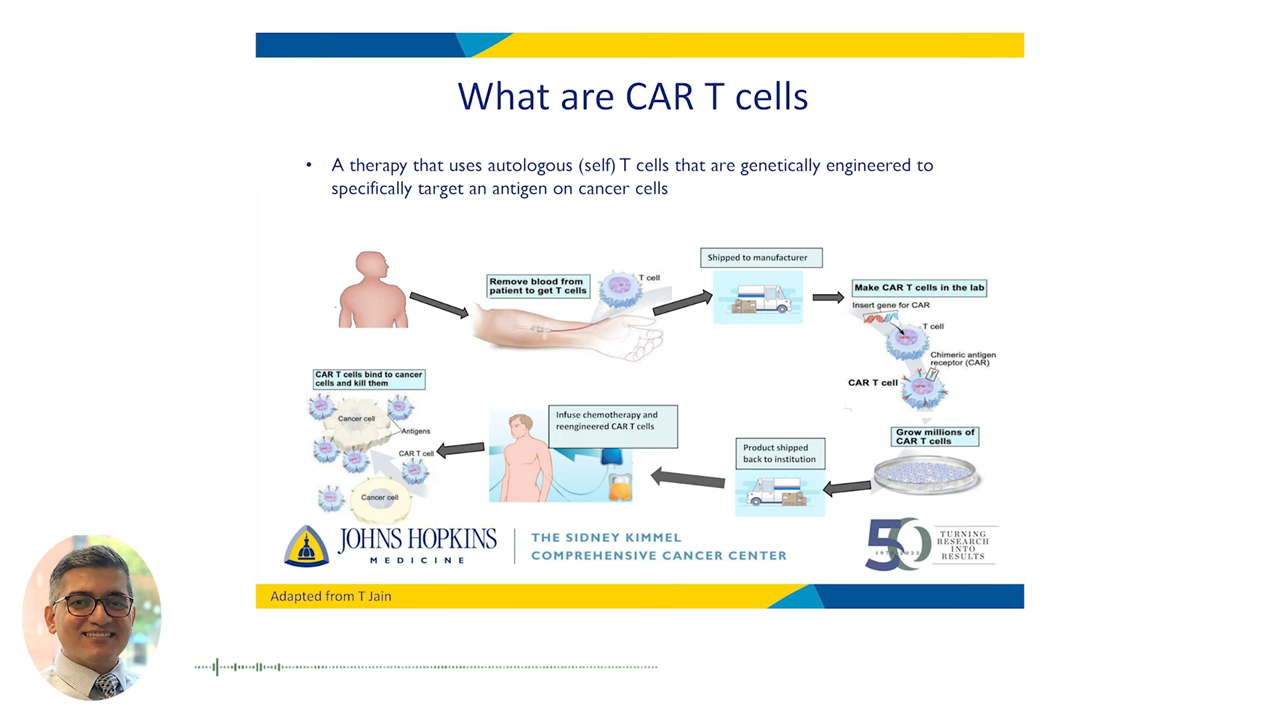 What are CAR T cells
• A therapy that uses autologous (self) T cells that are genetically engineered to
specifically target an antigen on cancer cells
Remove blood from
patient to get T cells
T cell
Shipped to manufacturer
Make CAR T cells in the lab
Insert gene for CAR
T cell
Chimeric antigen
receptor (CAR)
CAR T cell
Grow millions of
CAR T cells
Product shipped
back to institution
Infuse chemotherapy and
reengineered CAR T cells
CAR T cells bind to cancer
cells and kill them
Cancer cell
Antigens
CAR T cell
Cancer cell
JOHNS HOPKINS
MEDICINE
THE SIDNEY KIMMEL
COMPREHENSIVE CANCER CENTER
50
1973-2023
TURNING
RESEARCH
INTO
RESULTS
Adapted from T Jain